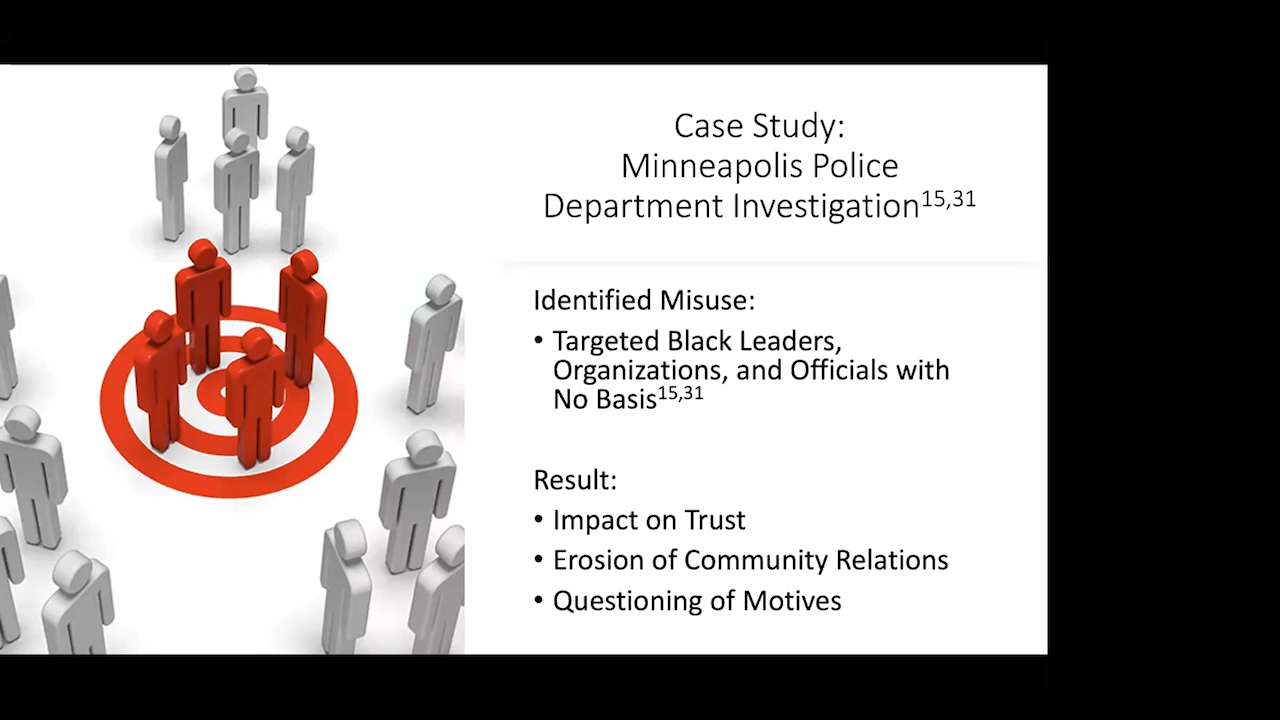 Case Study:
Minneapolis Police
Department Investigation15,31
Identified Misuse:
• Targeted Black Leaders,
Organizations, and Officials with
No Basis15,31
Result:
• Impact on Trust
• Erosion of Community Relations
• Questioning of Motives